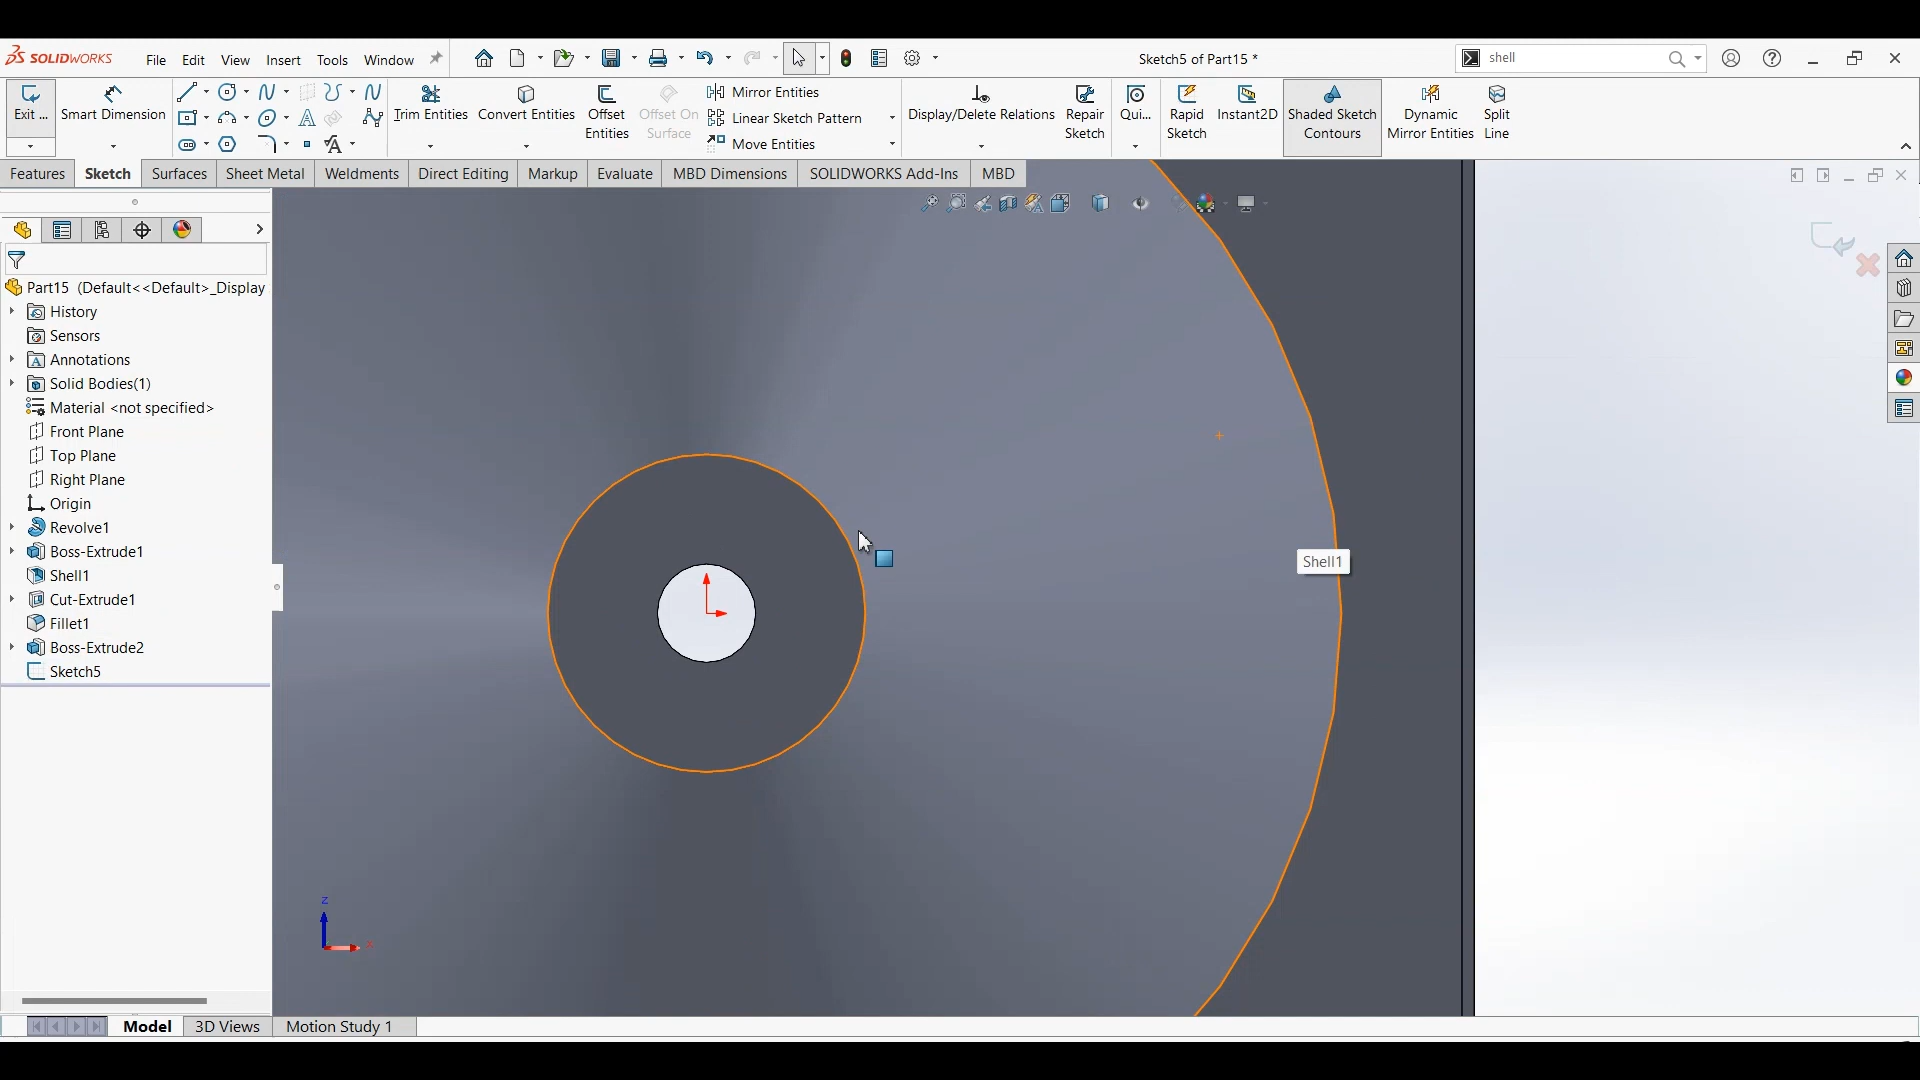 SOLIDWORKS File Edit View Insert Tools Window Sketch5 of Part15 * shell
Exit ... Smart Dimension Trim Entities Convert Entities Offset Entities Offset On Surface Mirror Entities Linear Sketch Pattern Move Entities Display/Delete Relations Repair Sketch Qui... Rapid Sketch Instant2D Shaded Sketch Contours Dynamic Mirror Entities Split Line
Features Sketch Surfaces Sheet Metal Weldments Direct Editing Markup Evaluate MBD Dimensions SOLIDWORKS Add-Ins MBD
Part15 (Default<<Default>_Display
History
Sensors
Annotations
Solid Bodies(1)
Material <not specified>
Front Plane
Top Plane
Right Plane
Origin
Revolve1
Boss-Extrude1
Shell1
Cut-Extrude1
Fillet1
Boss-Extrude2
Sketch5
Shell1
z
x
Model 3D Views Motion Study 1